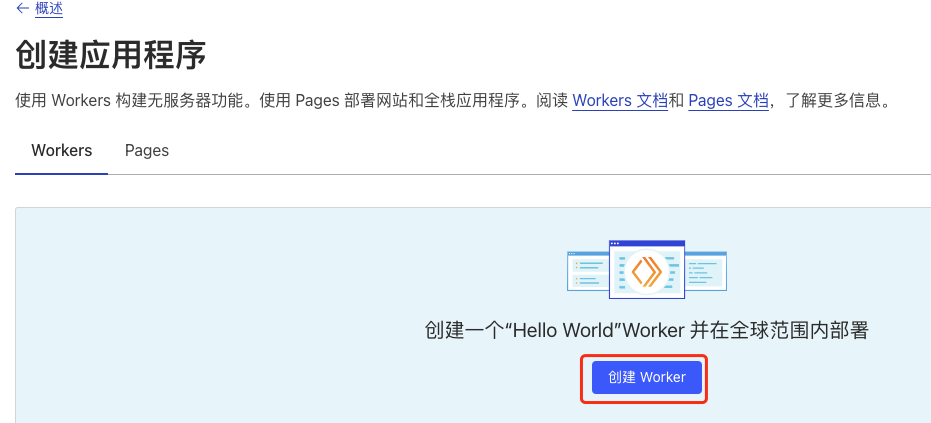 ← 概述
创建应用程序
使用 Workers 构建无服务器功能。使用 Pages 部署网站和全栈应用程序。阅读 Workers 文档和 Pages 文档，了解更多信息。
Workers Pages
创建一个“Hello World”Worker 并在全球范围内部署
创建 Worker